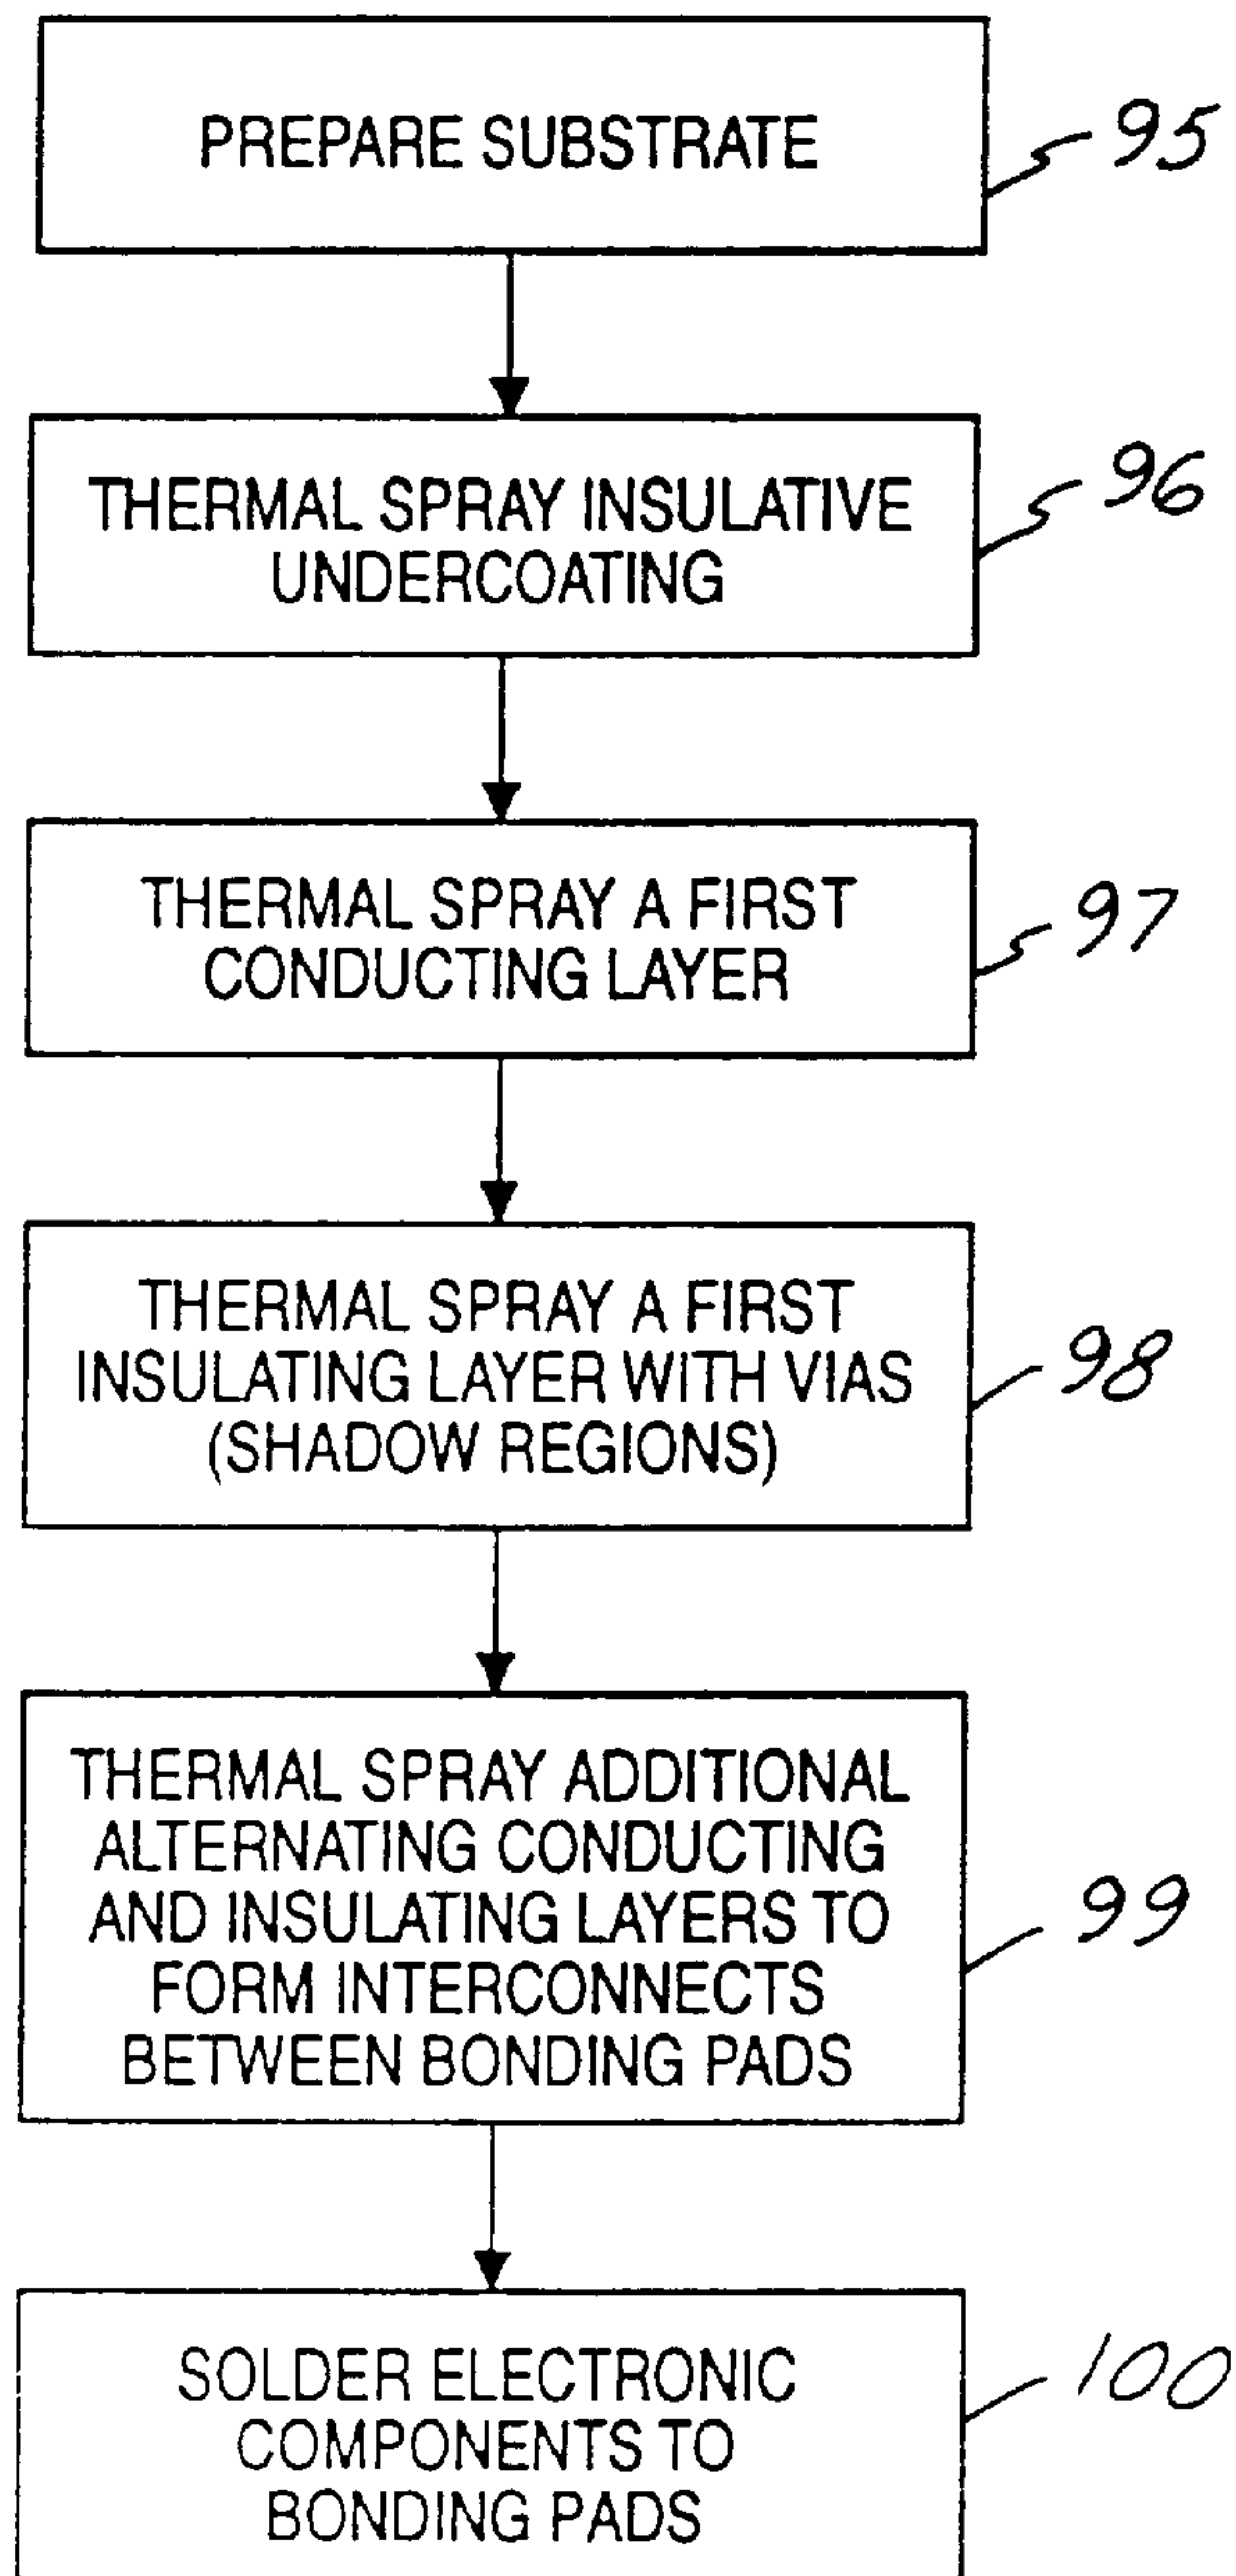 PREPARE SUBSTRATE
95
THERMAL SPRAY INSULATIVE
UNDERCOATING
96
THERMAL SPRAY A FIRST
CONDUCTING LAYER
97
THERMAL SPRAY A FIRST
INSULATING LAYER WITH VIAS
(SHADOW REGIONS)
98
THERMAL SPRAY ADDITIONAL
ALTERNATING CONDUCTING
AND INSULATING LAYERS TO
FORM INTERCONNECTS
BETWEEN BONDING PADS
99
SOLDER ELECTRONIC
COMPONENTS TO
BONDING PADS
100